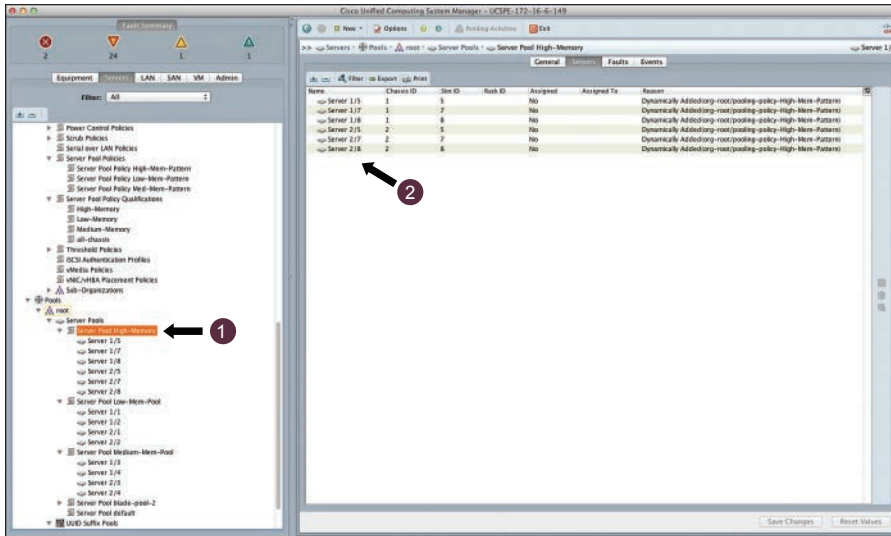 Cisco Unified Computing System Manager - UCSPE-172-16-6-149
Fault Summary
2
24
1
1
New
Options
Pending Activities
Exit
>> Servers Pools root Server Pools Server Pool High-Memory
Server 1/
Equipment Servers LAN SAN VM Admin
General Servers Faults Events
Filter: All
Filter Export Print
Name Chassis ID Slot ID Rack ID Assigned Assigned To Reason
Server 1/5 1 5 No Dynamically Added(org-root/pooling-policy-High-Mem-Pattern)
Server 1/7 1 7 No Dynamically Added(org-root/pooling-policy-High-Mem-Pattern)
Server 1/8 1 8 No Dynamically Added(org-root/pooling-policy-High-Mem-Pattern)
Server 2/5 2 5 No Dynamically Added(org-root/pooling-policy-High-Mem-Pattern)
Server 2/7 2 7 No Dynamically Added(org-root/pooling-policy-High-Mem-Pattern)
Server 2/8 2 8 No Dynamically Added(org-root/pooling-policy-High-Mem-Pattern)
2
Power Control Policies
Scrub Policies
Serial over LAN Policies
Server Pool Policies
Server Pool Policy High-Mem-Pattern
Server Pool Policy Low-Mem-Pattern
Server Pool Policy Med-Mem-Pattern
Server Pool Policy Qualifications
High-Memory
Low-Memory
Medium-Memory
all-chassis
Threshold Policies
iSCSI Authentication Profiles
vMedia Policies
vNIC/vHBA Placement Policies
Sub-Organizations
Pools
root
Server Pools
Server Pool High-Memory
1
Server 1/5
Server 1/7
Server 1/8
Server 2/5
Server 2/7
Server 2/8
Server Pool Low-Mem-Pool
Server 1/1
Server 1/2
Server 2/1
Server 2/2
Server Pool Medium-Mem-Pool
Server 1/3
Server 1/4
Server 2/3
Server 2/4
Server Pool blade-pool-2
Server Pool default
UUID Suffix Pools
Save Changes
Reset Values